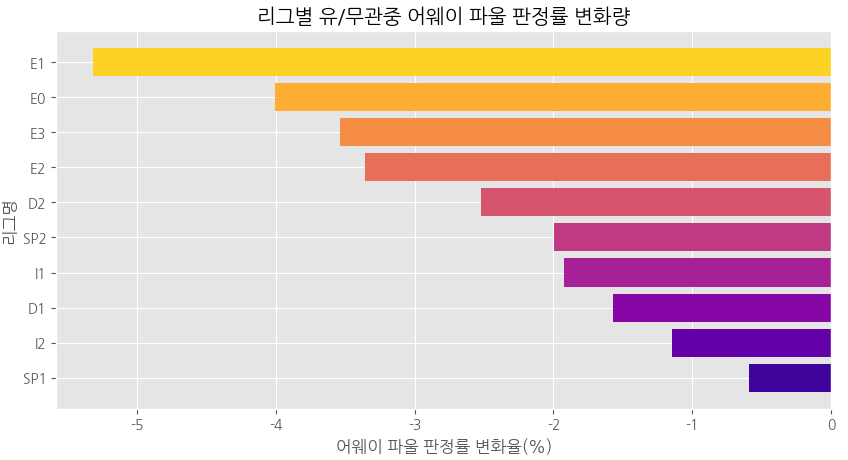 리그별 유/무관중 어웨이 파울 판정률 변화량
리그명
E1
E0
E3
E2
D2
SP2
I1
D1
I2
SP1
-5 -4 -3 -2 -1 0
어웨이 파울 판정률 변화율(%)